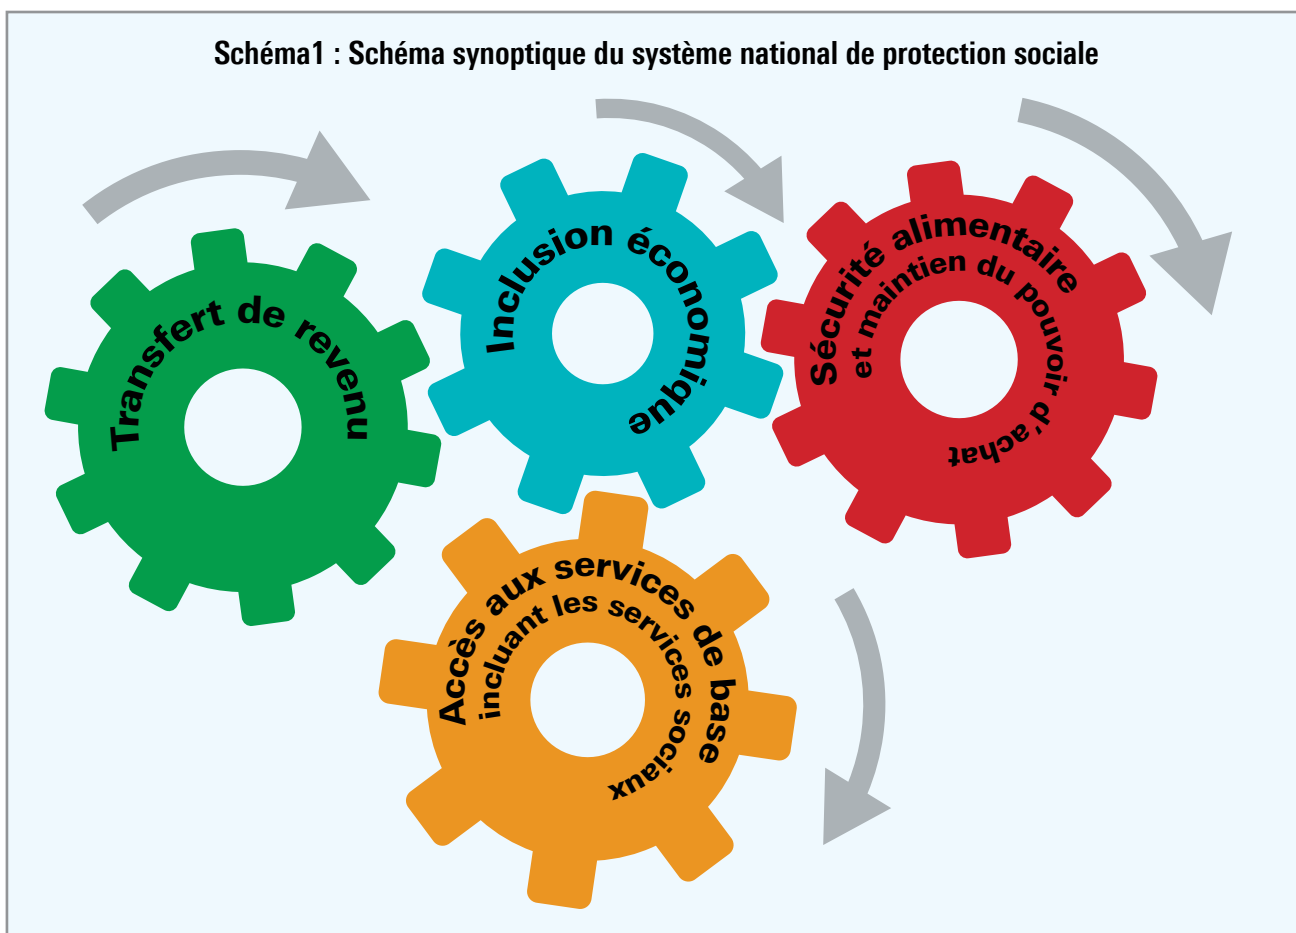 Schéma1 : Schéma synoptique du système national de protection sociale
Transfert de revenu
Inclusion économique
Sécurité alimentaire
et maintien du pouvoir d'achat
Accès aux services de base
incluant les services sociaux